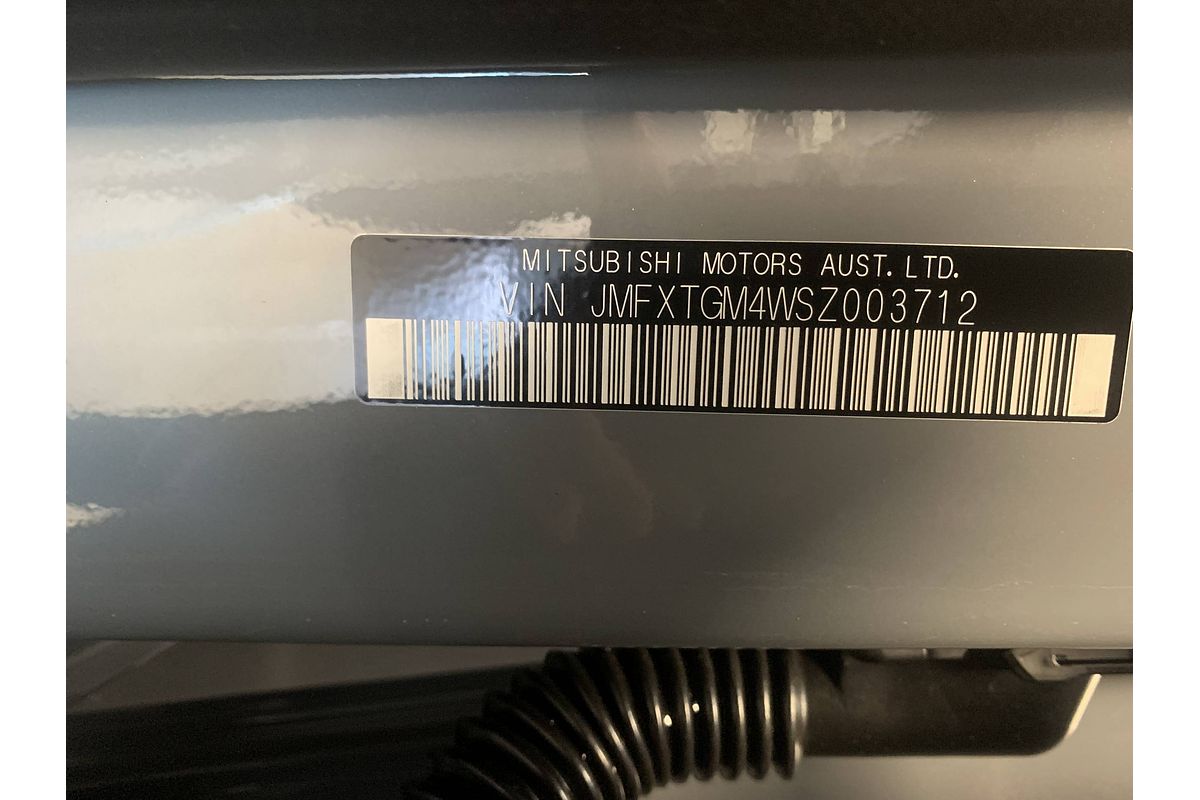 MITSUBISHI MOTORS AUST. LTD.
VIN JMFXTGM4WSZ003712